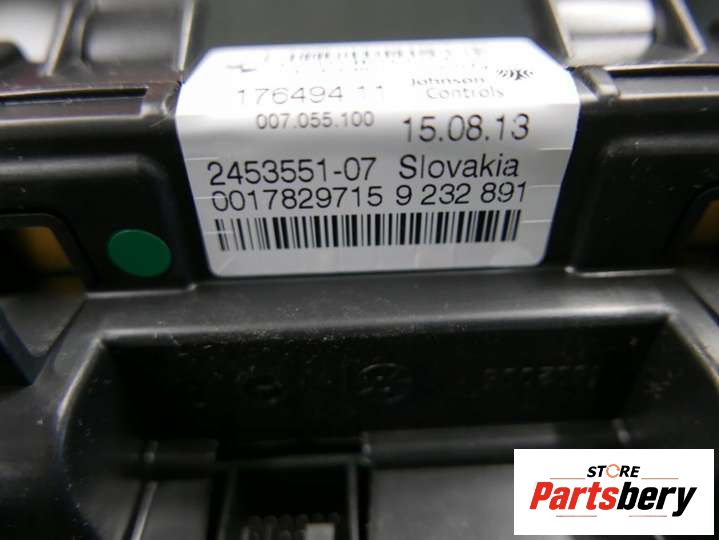 176494 11
Johnson
Controls
007.055.100
15.08.13
2453551-07 Slovakia
0017829715 9 232 891
STORE
Partsbery